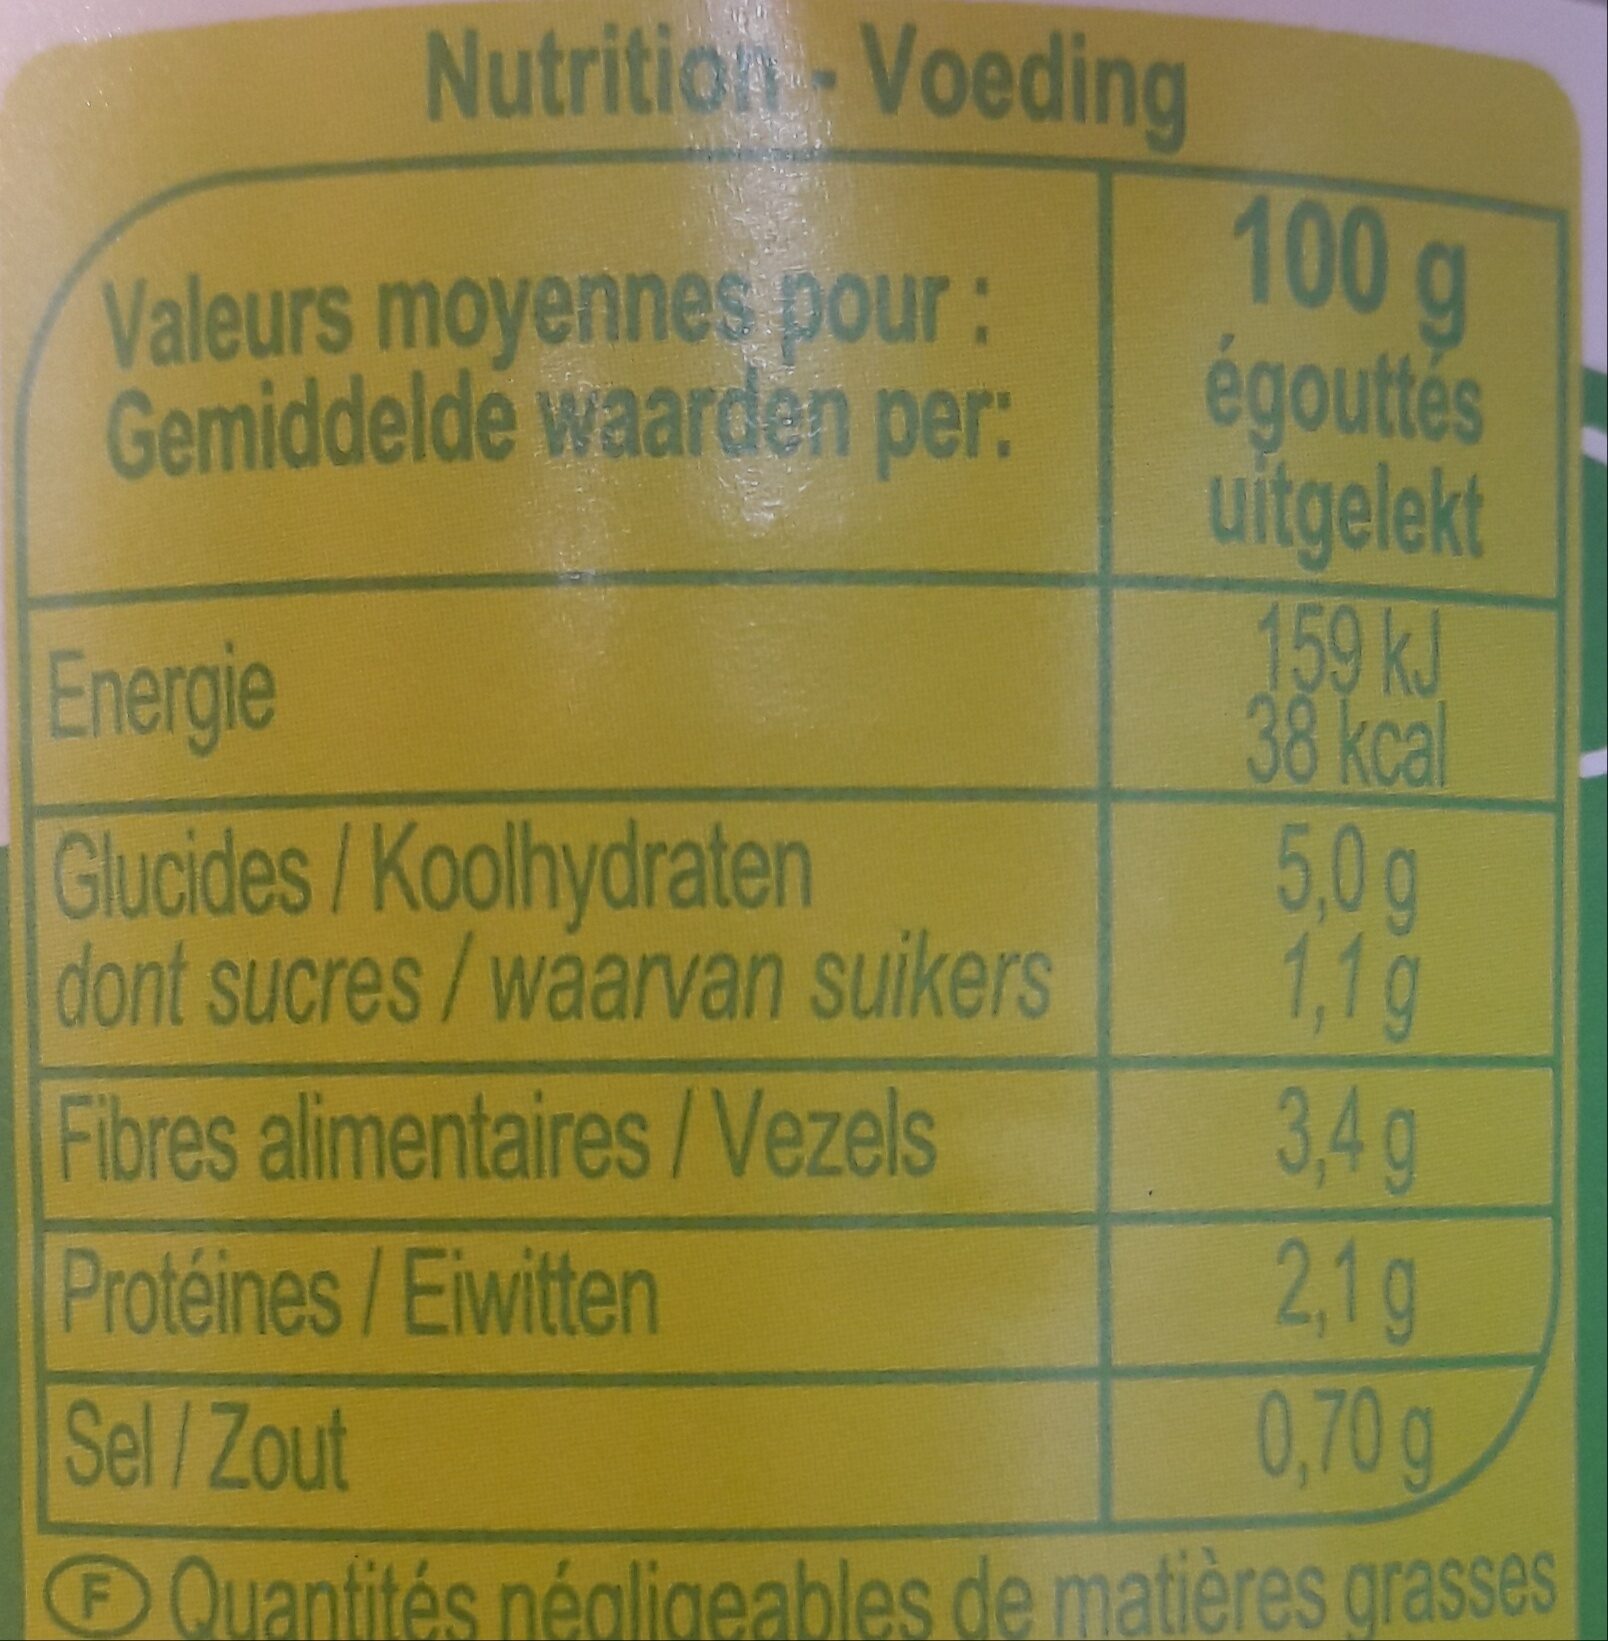 Nutrition - Voeding
Valeurs moyennes pour :
Gemiddelde waarden per:
100 g
égouttés
uitgelekt
Energie
159 kJ
38 kcal
Glucides / Koolhydraten
5,0 g
dont sucres / waarvan suikers
1,1 g
Fibres alimentaires / Vezels
3,4 g
Protéines / Eiwitten
2,1 g
Sel / Zout
0,70 g
F Quantités négligeables de matières grasses